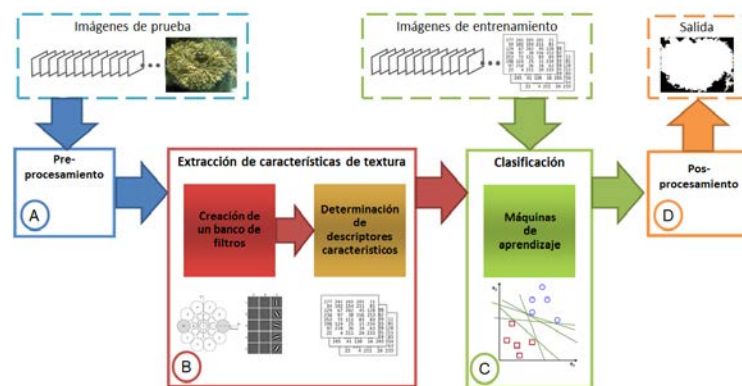 Imágenes de prueba
Imágenes de entrenamiento
Salida
Pre-
procesamiento
A
Extracción de características de textura
Creación de
un banco de
filtros
Determinación
de
descriptores
caracteristicos
B
Clasificación
Máquinas
de
aprendizaje
C
Pos-
procesamiento
D